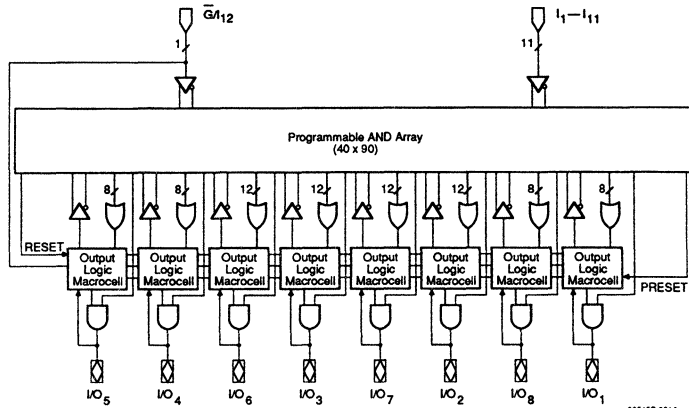 G/I12 I1—I11
1 11
Programmable AND Array
(40 x 90)
8 8 12 12 12 12 8 8
RESET
Output Logic Macrocell
Output Logic Macrocell
Output Logic Macrocell
Output Logic Macrocell
Output Logic Macrocell
Output Logic Macrocell
Output Logic Macrocell
Output Logic Macrocell
PRESET
I/O5 I/O4 I/O6 I/O3 I/O7 I/O2 I/O8 I/O1